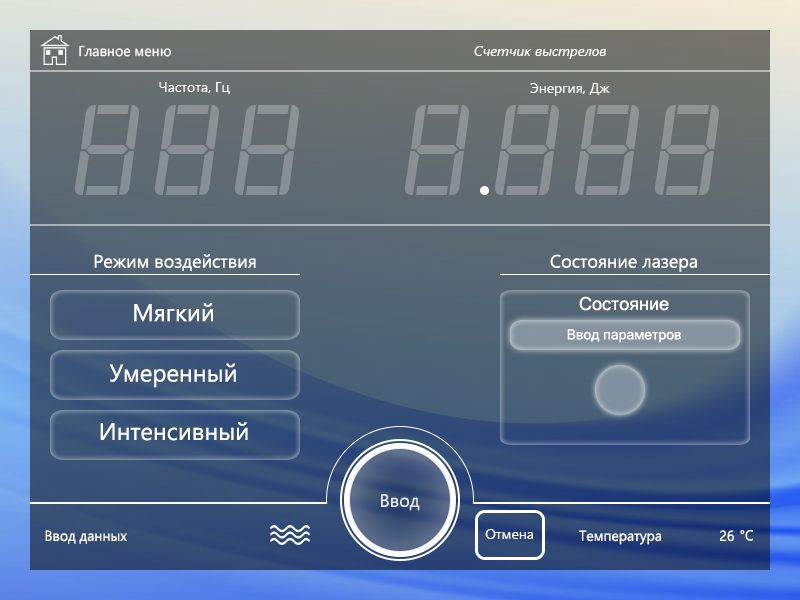 Главное меню
Счетчик выстрелов
Частота, Гц
Энергия, Дж
888
8.888
Режим воздействия
Состояние лазера
Мягкий
Умеренный
Интенсивный
Состояние
Ввод параметров
Ввод
Ввод данных
Отмена
Температура
26 °C